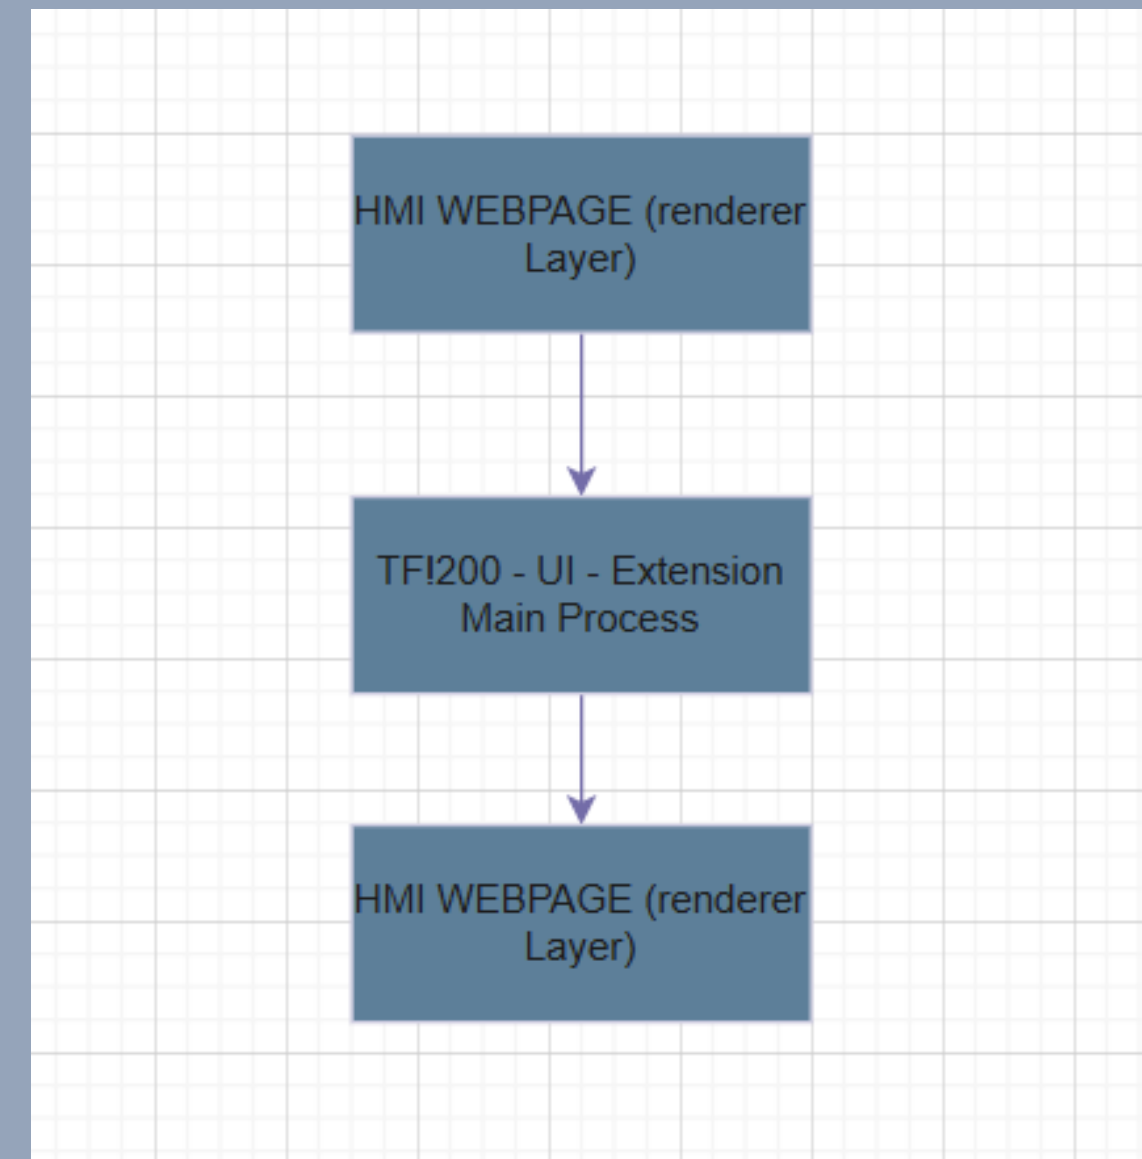 HMI WEBPAGE (renderer
Layer)
TF!200 - UI - Extension
Main Process
HMI WEBPAGE (renderer
Layer)